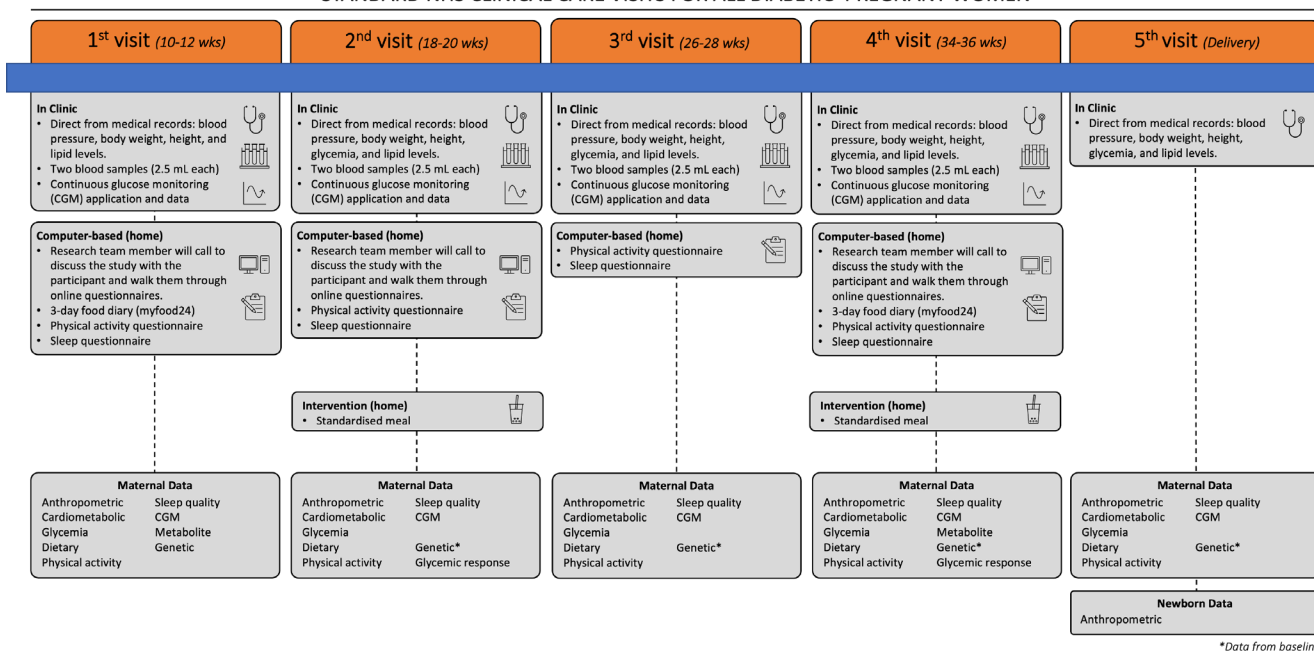 1st visit (10-12 wks)
In Clinic
• Direct from medical records: blood
pressure, body weight, height, and
lipid levels.
• Two blood samples (2.5 mL each)
• Continuous glucose monitoring
(CGM) application and data
Computer-based (home)
• Research team member will call to
discuss the study with the
participant and walk them through
online questionnaires.
• 3-day food diary (myfood24)
• Physical activity questionnaire
• Sleep questionnaire
Maternal Data
Anthropometric Sleep quality
Cardiometabolic CGM
Glycemia Metabolite
Dietary Genetic
Physical activity
2nd visit (18-20 wks)
In Clinic
• Direct from medical records: blood
pressure, body weight, height,
glycemia, and lipid levels.
• Two blood samples (2.5 mL each)
• Continuous glucose monitoring
(CGM) application and data
Computer-based (home)
• Research team member will call to
discuss the study with the
participant and walk them through
online questionnaires.
• Physical activity questionnaire
• Sleep questionnaire
Intervention (home)
• Standardised meal
Maternal Data
Anthropometric Sleep quality
Cardiometabolic CGM
Glycemia
Dietary Genetic*
Physical activity Glycemic response
3rd visit (26-28 wks)
In Clinic
• Direct from medical records: blood
pressure, body weight, height,
glycemia, and lipid levels.
• Two blood samples (2.5 mL each)
• Continuous glucose monitoring
(CGM) application and data
Computer-based (home)
• Physical activity questionnaire
• Sleep questionnaire
Maternal Data
Anthropometric Sleep quality
Cardiometabolic CGM
Glycemia
Dietary Genetic*
Physical activity
4th visit (34-36 wks)
In Clinic
• Direct from medical records: blood
pressure, body weight, height,
glycemia, and lipid levels.
• Two blood samples (2.5 mL each)
• Continuous glucose monitoring
(CGM) application and data
Computer-based (home)
• Research team member will call to
discuss the study with the
participant and walk them through
online questionnaires.
• 3-day food diary (myfood24)
• Physical activity questionnaire
• Sleep questionnaire
Intervention (home)
• Standardised meal
Maternal Data
Anthropometric Sleep quality
Cardiometabolic CGM
Glycemia Metabolite
Dietary Genetic*
Physical activity Glycemic response
5th visit (Delivery)
In Clinic
• Direct from medical records: blood
pressure, body weight, height,
glycemia, and lipid levels.
Maternal Data
Anthropometric Sleep quality
Cardiometabolic CGM
Glycemia
Dietary Genetic*
Physical activity
Newborn Data
Anthropometric
*Data from baselin